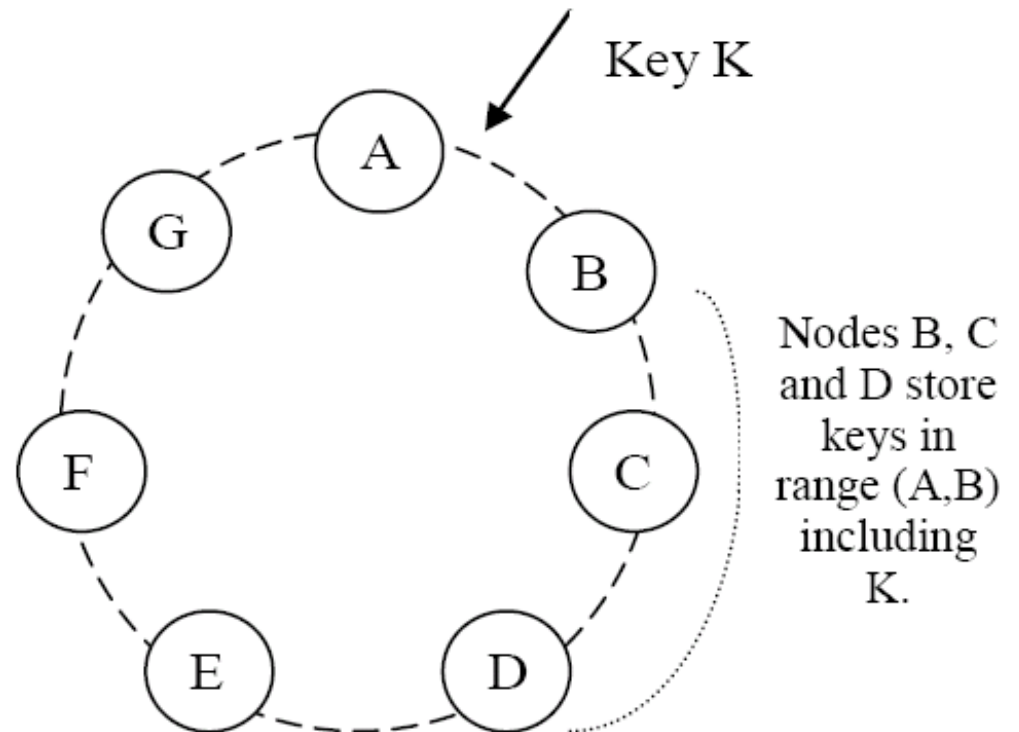 Key K
A
G
B
Nodes B, C
and D store
keys in
range (A,B)
including
K.
F
C
E
D